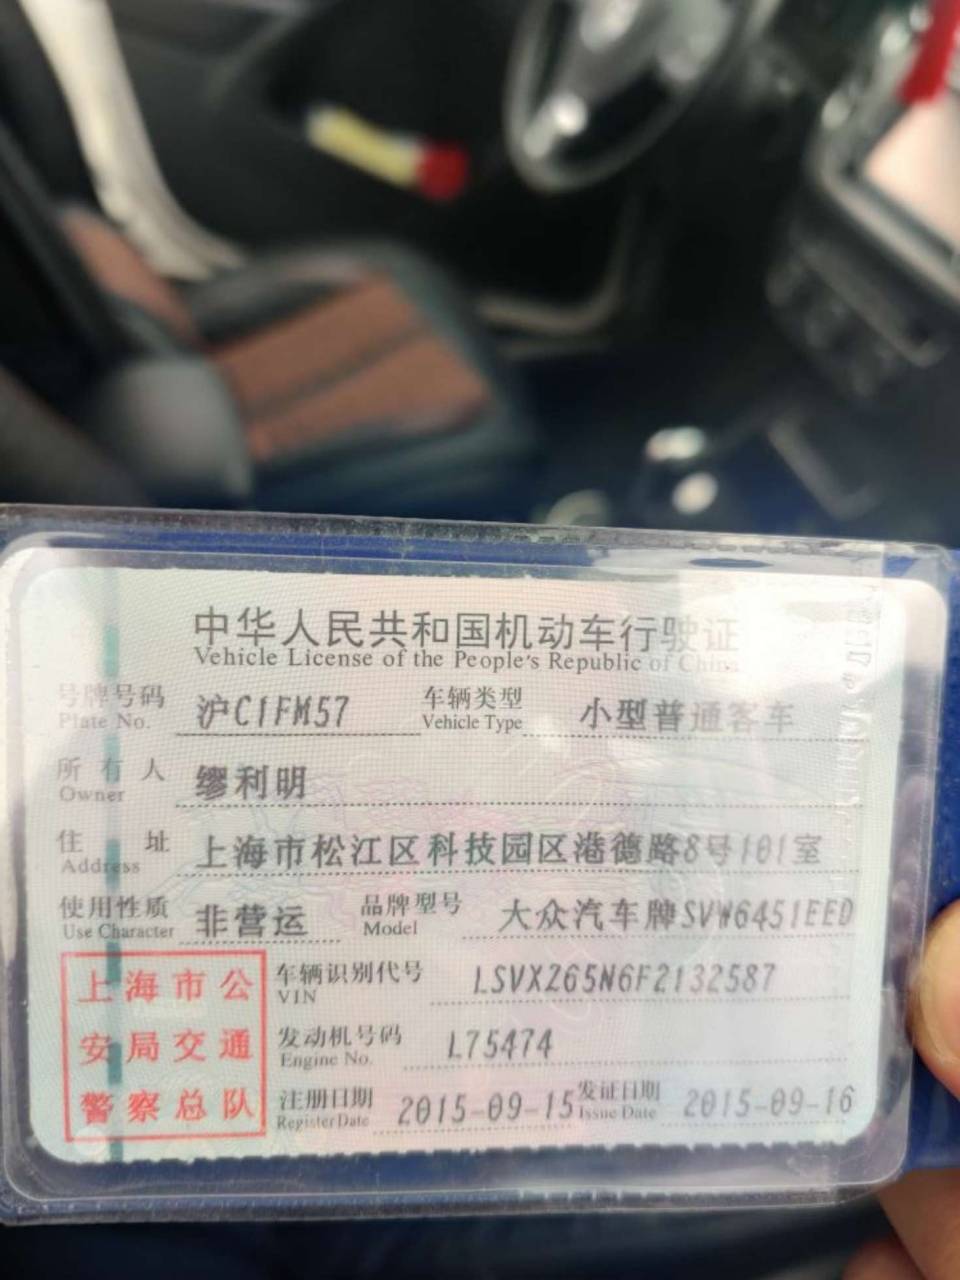 中华人民共和国机动车行驶证
Vehicle License of the People's Republic of China
号牌号码 沪C1FM57 车辆类型 小型普通客车
Plate No. Vehicle Type
所有人 缪利明
Owner
住址 上海市松江区科技园区港德路8号101室
Address
使用性质 非营运 品牌型号 大众汽车牌SVW6451EED
Use Character Model
上海市公 车辆识别代号 LSVXZ65N6F2132587
VIN
安局交通 发动机号码 L75474
Engine No.
警察总队 注册日期 2015-09-15 发证日期 2015-09-16
Register Date Issue Date